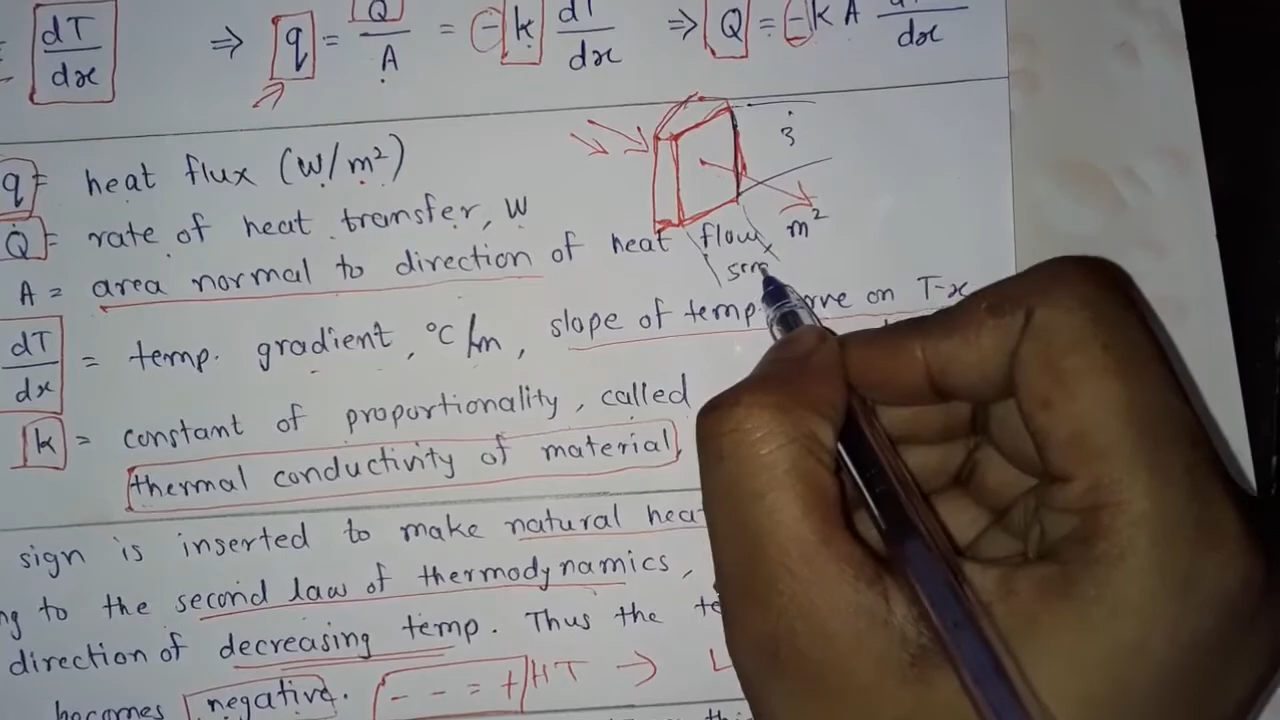 = dT/dx ⇒ q = Q/A = -k dT/dx ⇒ Q = -kA dT/dx
q = heat flux (W/m²)
3
Q̇ = rate of heat transfer, W
m²
A = area normal to direction of heat flow
5m
dT/dx = temp. gradient, °C/m, slope of temp. on T-x
k = constant of proportionality, called
thermal conductivity of material
sign is inserted to make natural
to the second law of thermodynamics,
direction of decreasing temp. Thus the
becomes negative. - - = + HT → L